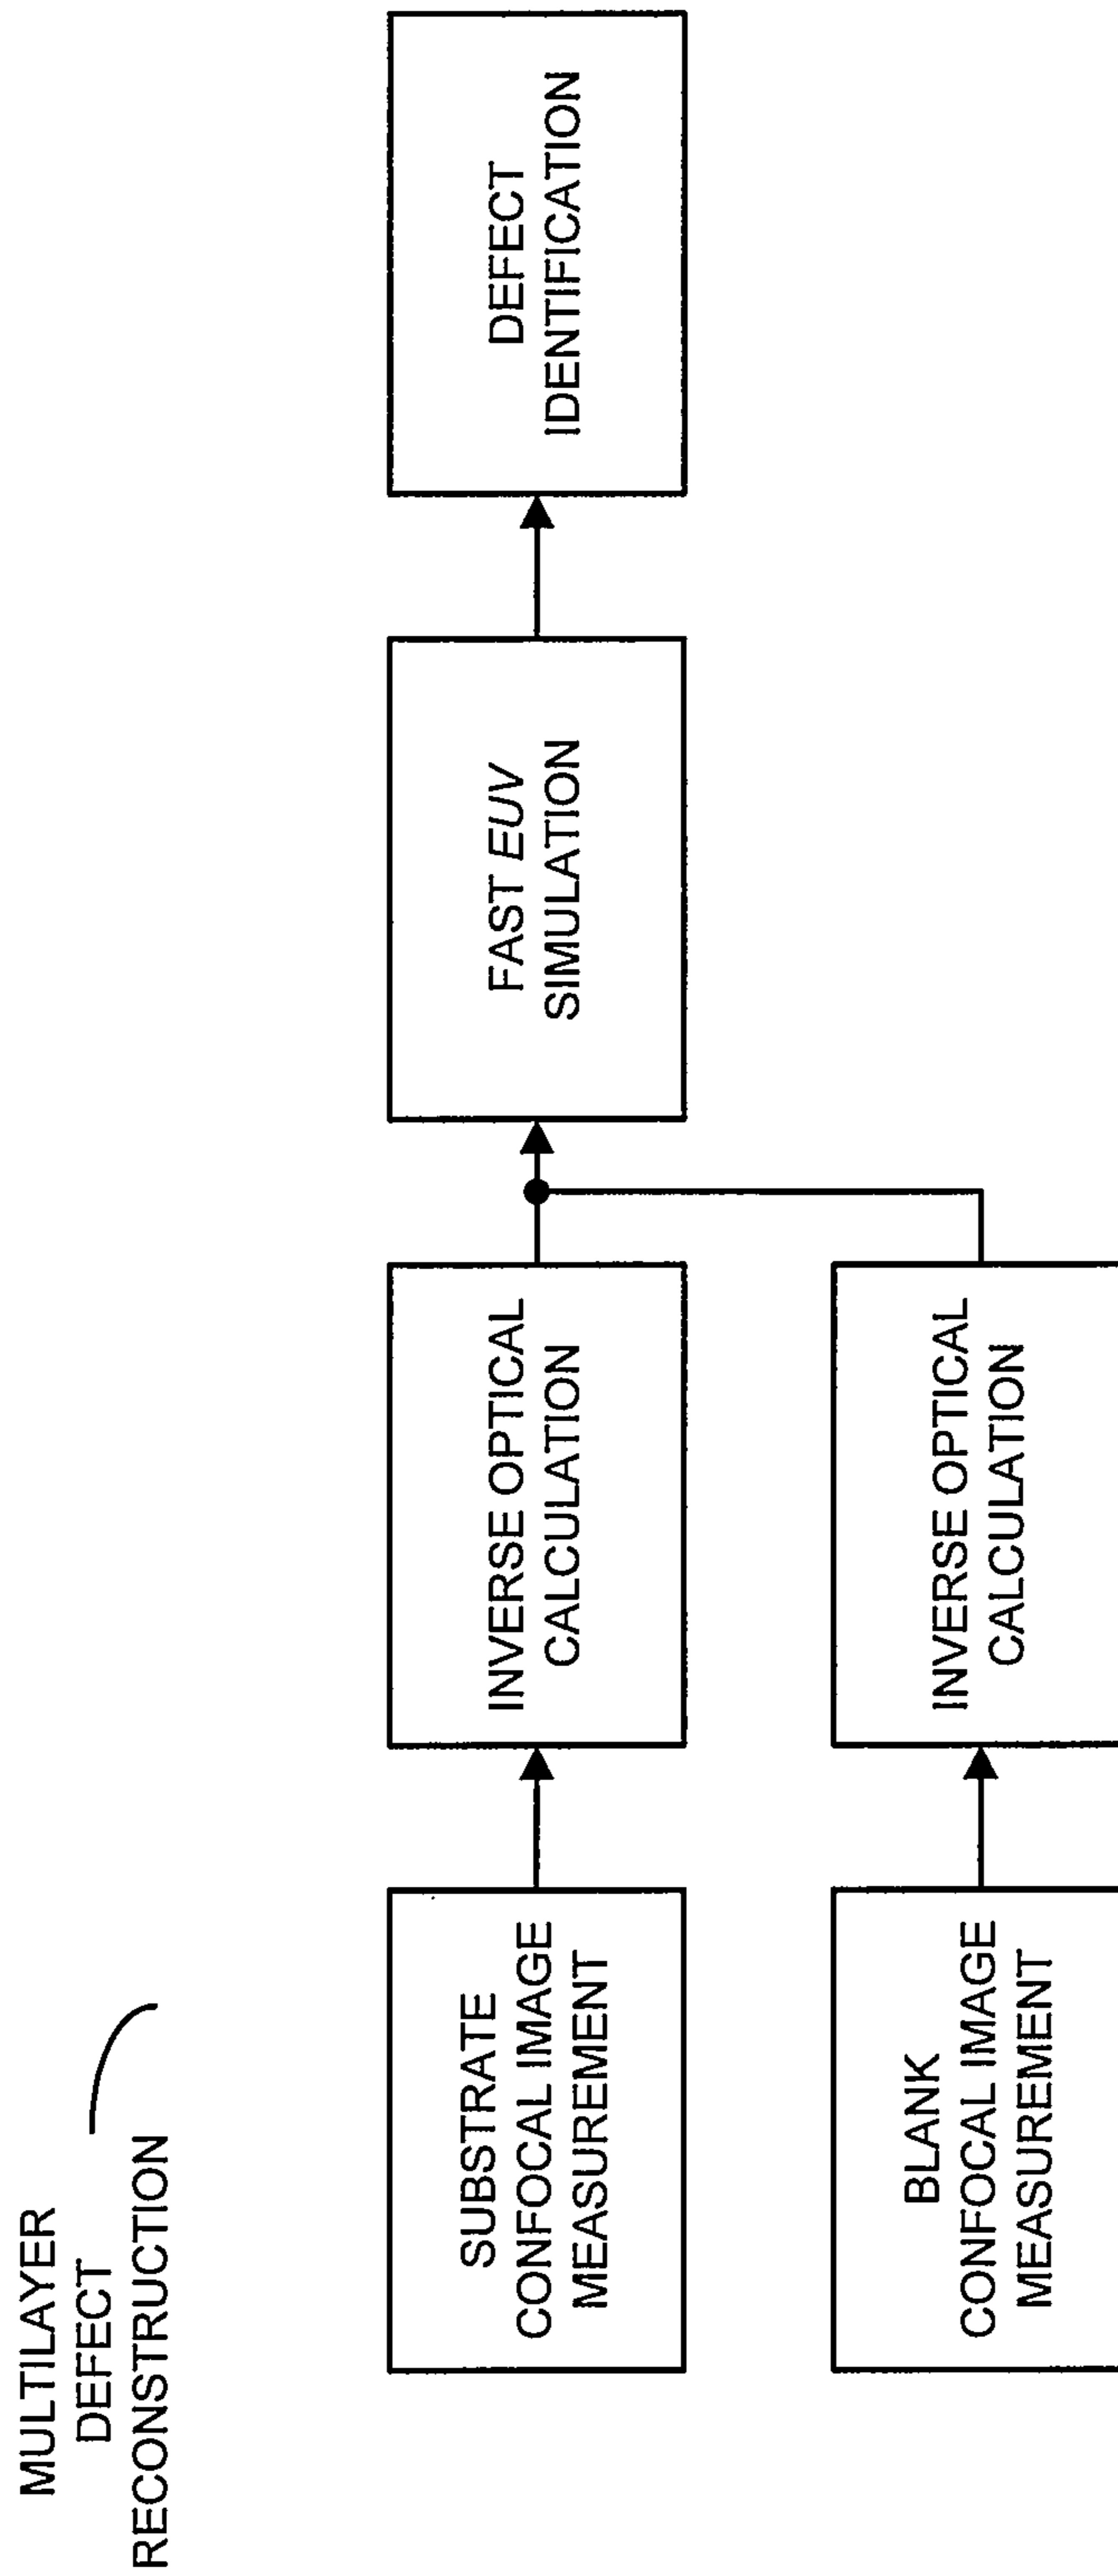 MULTILAYER
DEFECT
RECONSTRUCTION
SUBSTRATE
CONFOCAL IMAGE
MEASUREMENT
INVERSE OPTICAL
CALCULATION
FAST EUV
SIMULATION
DEFECT
IDENTIFICATION
BLANK
CONFOCAL IMAGE
MEASUREMENT
INVERSE OPTICAL
CALCULATION